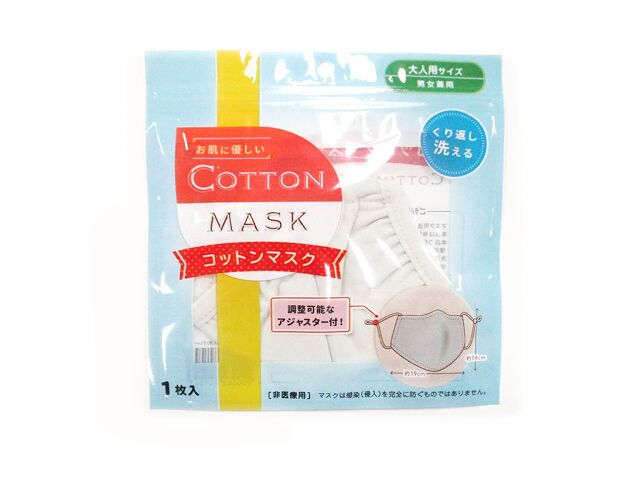 大人用サイズ
男女兼用
くり返し
洗える
お肌に優しい
COTTON
MASK
コットンマスク
調整可能な
アジャスター付!
約14cm
約19cm
1枚入
[非医療用] マスクは感染(侵入)を完全に防ぐものではありません。